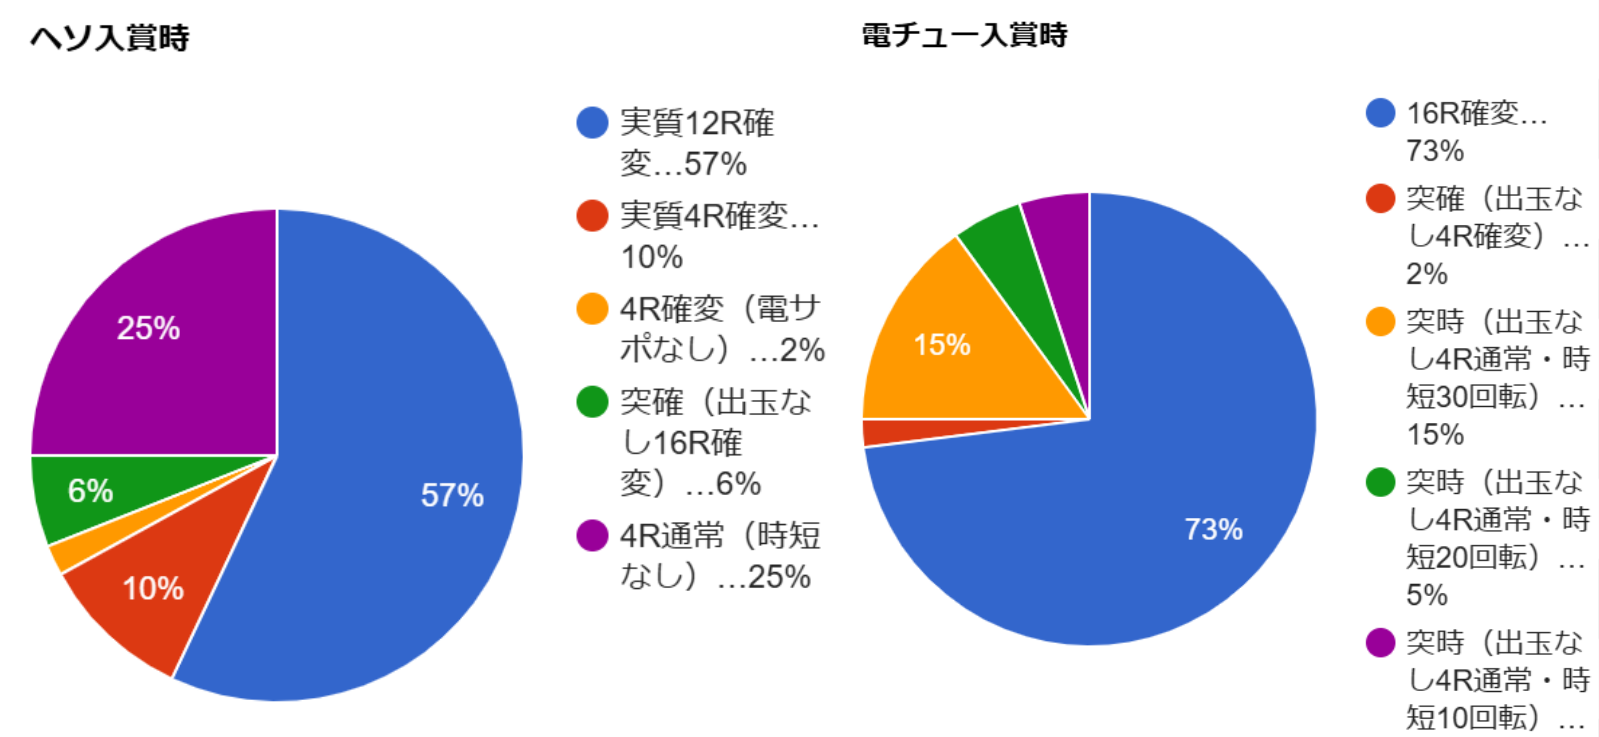 ヘソ入賞時
実質12R確
変…57%
実質4R確変…
10%
4R確変（電サ
ポなし）…2%
突確（出玉な
し16R確
変）…6%
4R通常（時短
なし）…25%
25%
6%
10%
57%
電チュー入賞時
16R確変…
73%
突確（出玉な
し4R確変）…
2%
突時（出玉な
し4R通常・時
短30回転）…
15%
突時（出玉な
し4R通常・時
短20回転）…
5%
突時（出玉な
し4R通常・時
短10回転）…
15%
73%